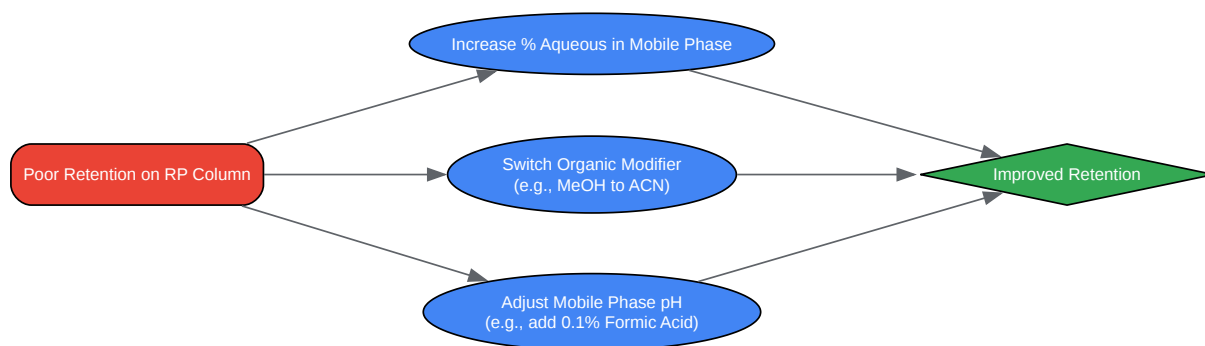 Increase % Aqueous in Mobile Phase
Poor Retention on RP Column
Switch Organic Modifier
(e.g., MeOH to ACN)
Improved Retention
Adjust Mobile Phase pH
(e.g., add 0.1% Formic Acid)